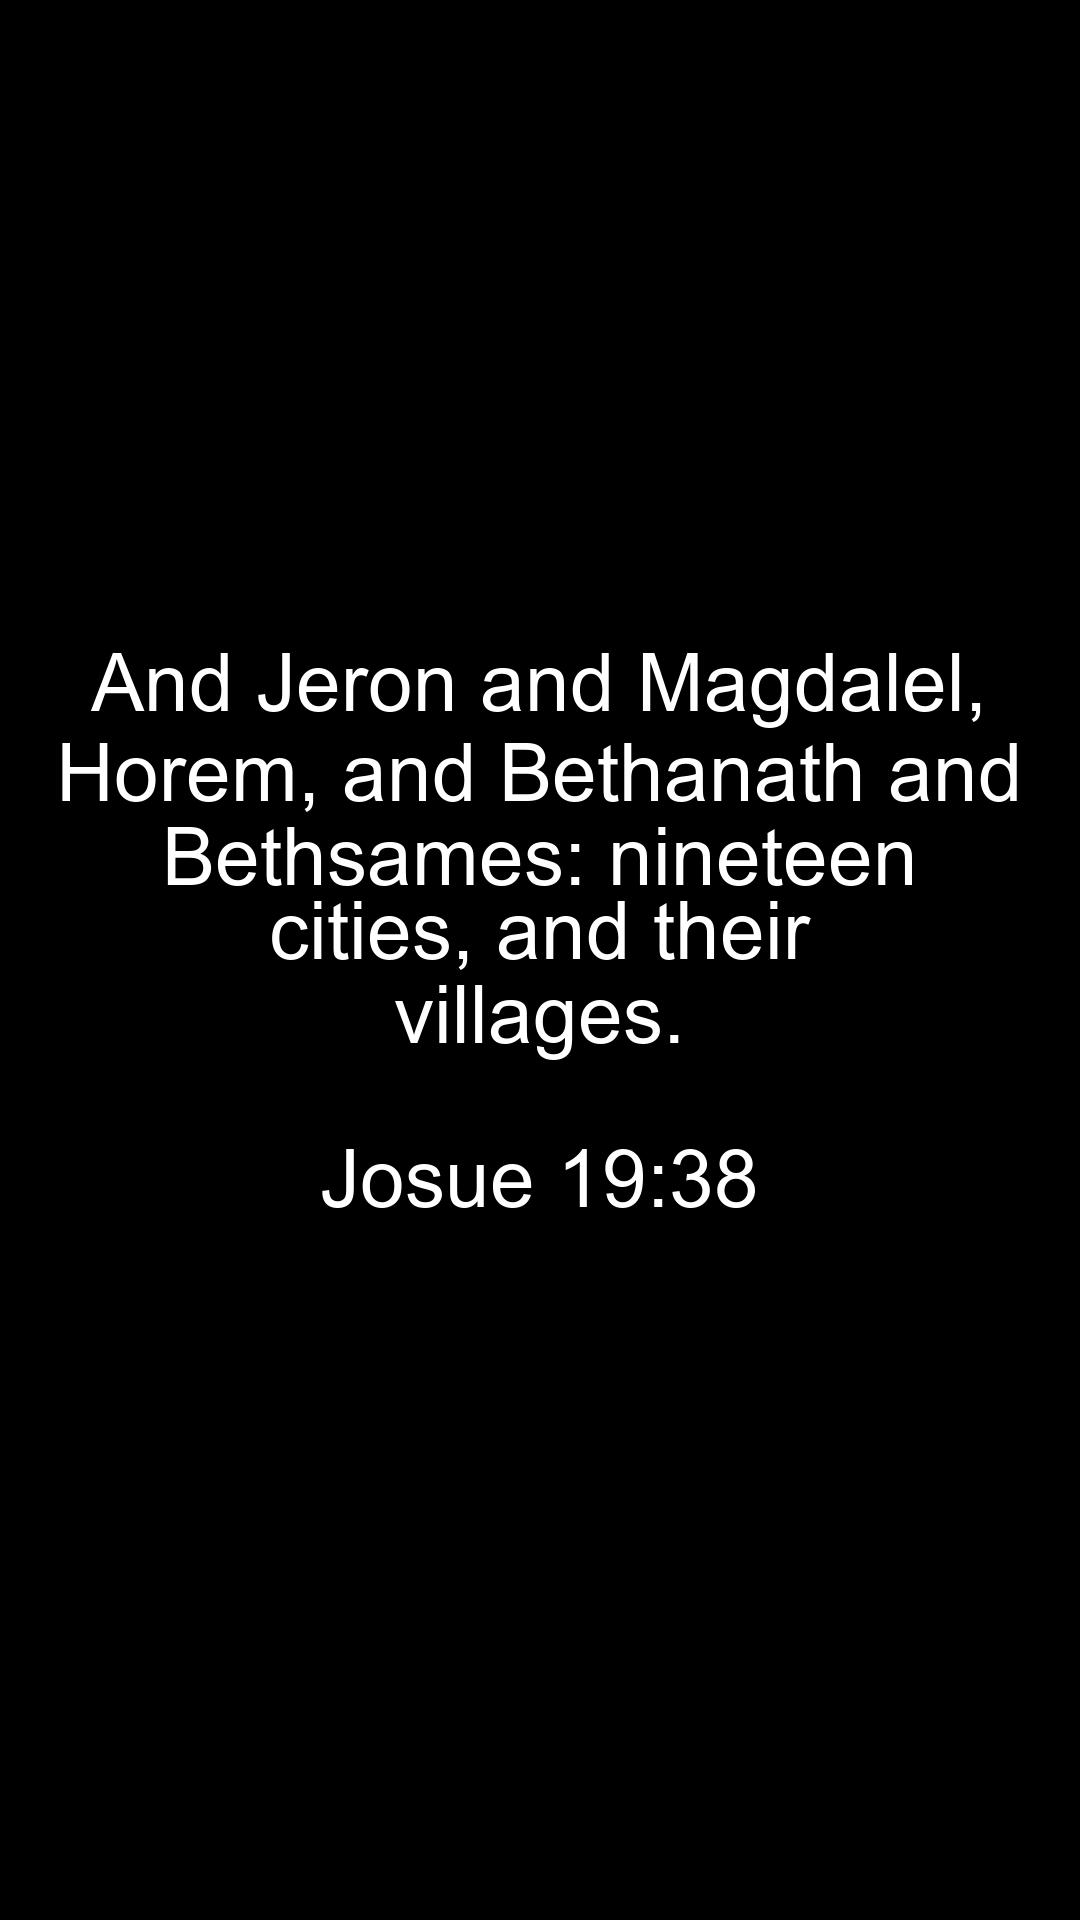 And Jeron and Magdalel,
Horem, and Bethanath and
Bethsames: nineteen
cities, and their
villages.
Josue 19:38